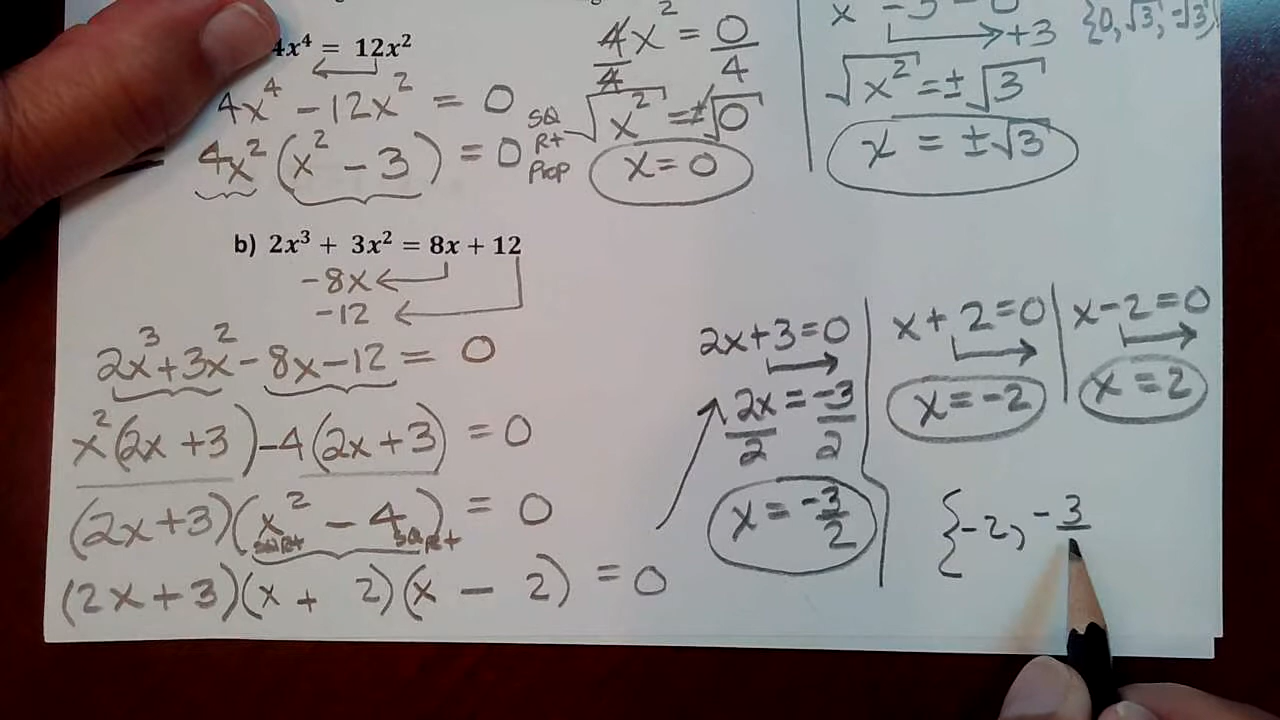 4x⁴ = 12x²
4x⁴ - 12x² = 0
4x² (x² - 3) = 0
SQ
Rt
Prop
4x² = 0
4 4
√x² = ±√0
x = 0
+3
√x² = ±√3
x = ±√3
{0, √3, -√3}
b) 2x³ + 3x² = 8x + 12
-8x
-12
2x³ + 3x² - 8x - 12 = 0
x² (2x + 3) - 4 (2x + 3) = 0
(2x + 3)(x² - 4) = 0
SQRt SQRt
(2x + 3)(x + 2)(x - 2) = 0
2x + 3 = 0
2x = -3
2 2
x = -3/2
x + 2 = 0
x = -2
x - 2 = 0
x = 2
{-2, -3